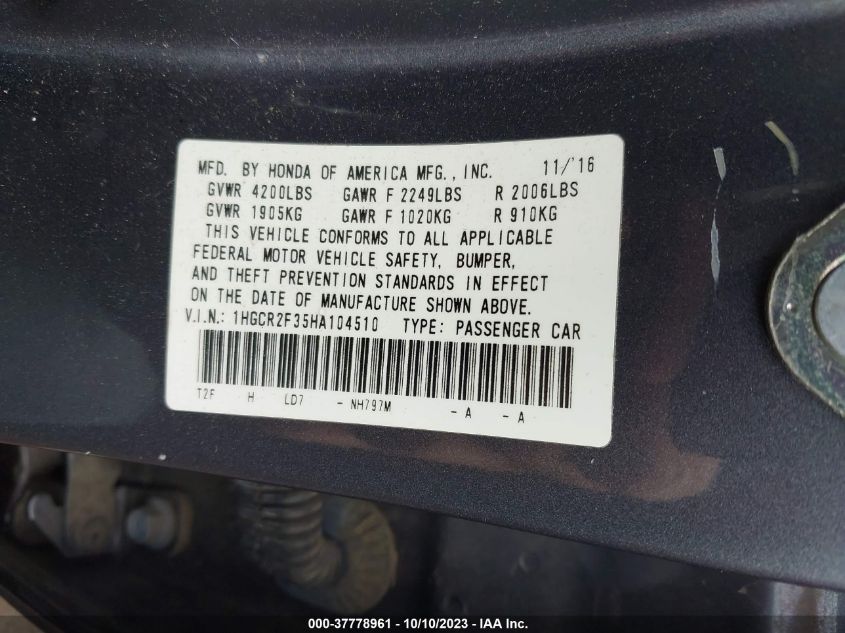 MFD. BY HONDA OF AMERICA MFG., INC. 11/'16
GVWR 4200LBS GAWR F 2249LBS R 2006LBS
GVWR 1905KG GAWR F 1020KG R 910KG
THIS VEHICLE CONFORMS TO ALL APPLICABLE
FEDERAL MOTOR VEHICLE SAFETY, BUMPER,
AND THEFT PREVENTION STANDARDS IN EFFECT
ON THE DATE OF MANUFACTURE SHOWN ABOVE.
V.I.N.: 1HGCR2F35HA104510 TYPE: PASSENGER CAR
T2F H LD7 - NH797M - A - A
000-37778961 - 10/10/2023 - IAA Inc.